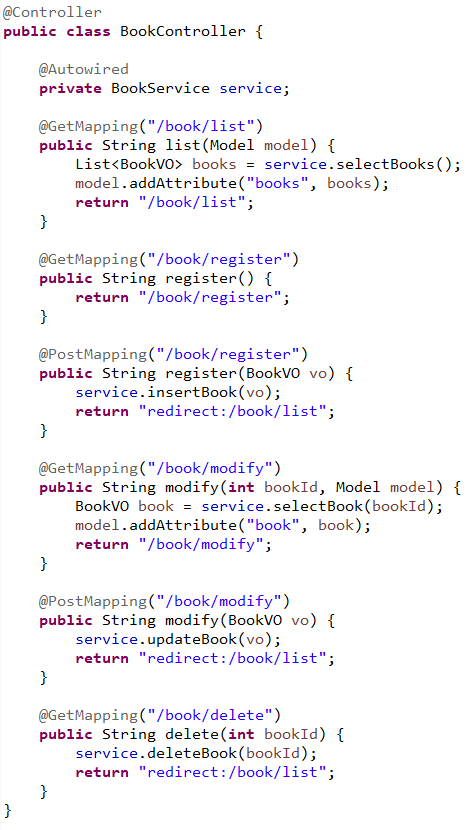 @Controller
public class BookController {
@Autowired
private BookService service;
@GetMapping("/book/list")
public String list(Model model) {
List<BookVO> books = service.selectBooks();
model.addAttribute("books", books);
return "/book/list";
}
@GetMapping("/book/register")
public String register() {
return "/book/register";
}
@PostMapping("/book/register")
public String register(BookVO vo) {
service.insertBook(vo);
return "redirect:/book/list";
}
@GetMapping("/book/modify")
public String modify(int bookId, Model model) {
BookVO book = service.selectBook(bookId);
model.addAttribute("book", book);
return "/book/modify";
}
@PostMapping("/book/modify")
public String modify(BookVO vo) {
service.updateBook(vo);
return "redirect:/book/list";
}
@GetMapping("/book/delete")
public String delete(int bookId) {
service.deleteBook(bookId);
return "redirect:/book/list";
}
}